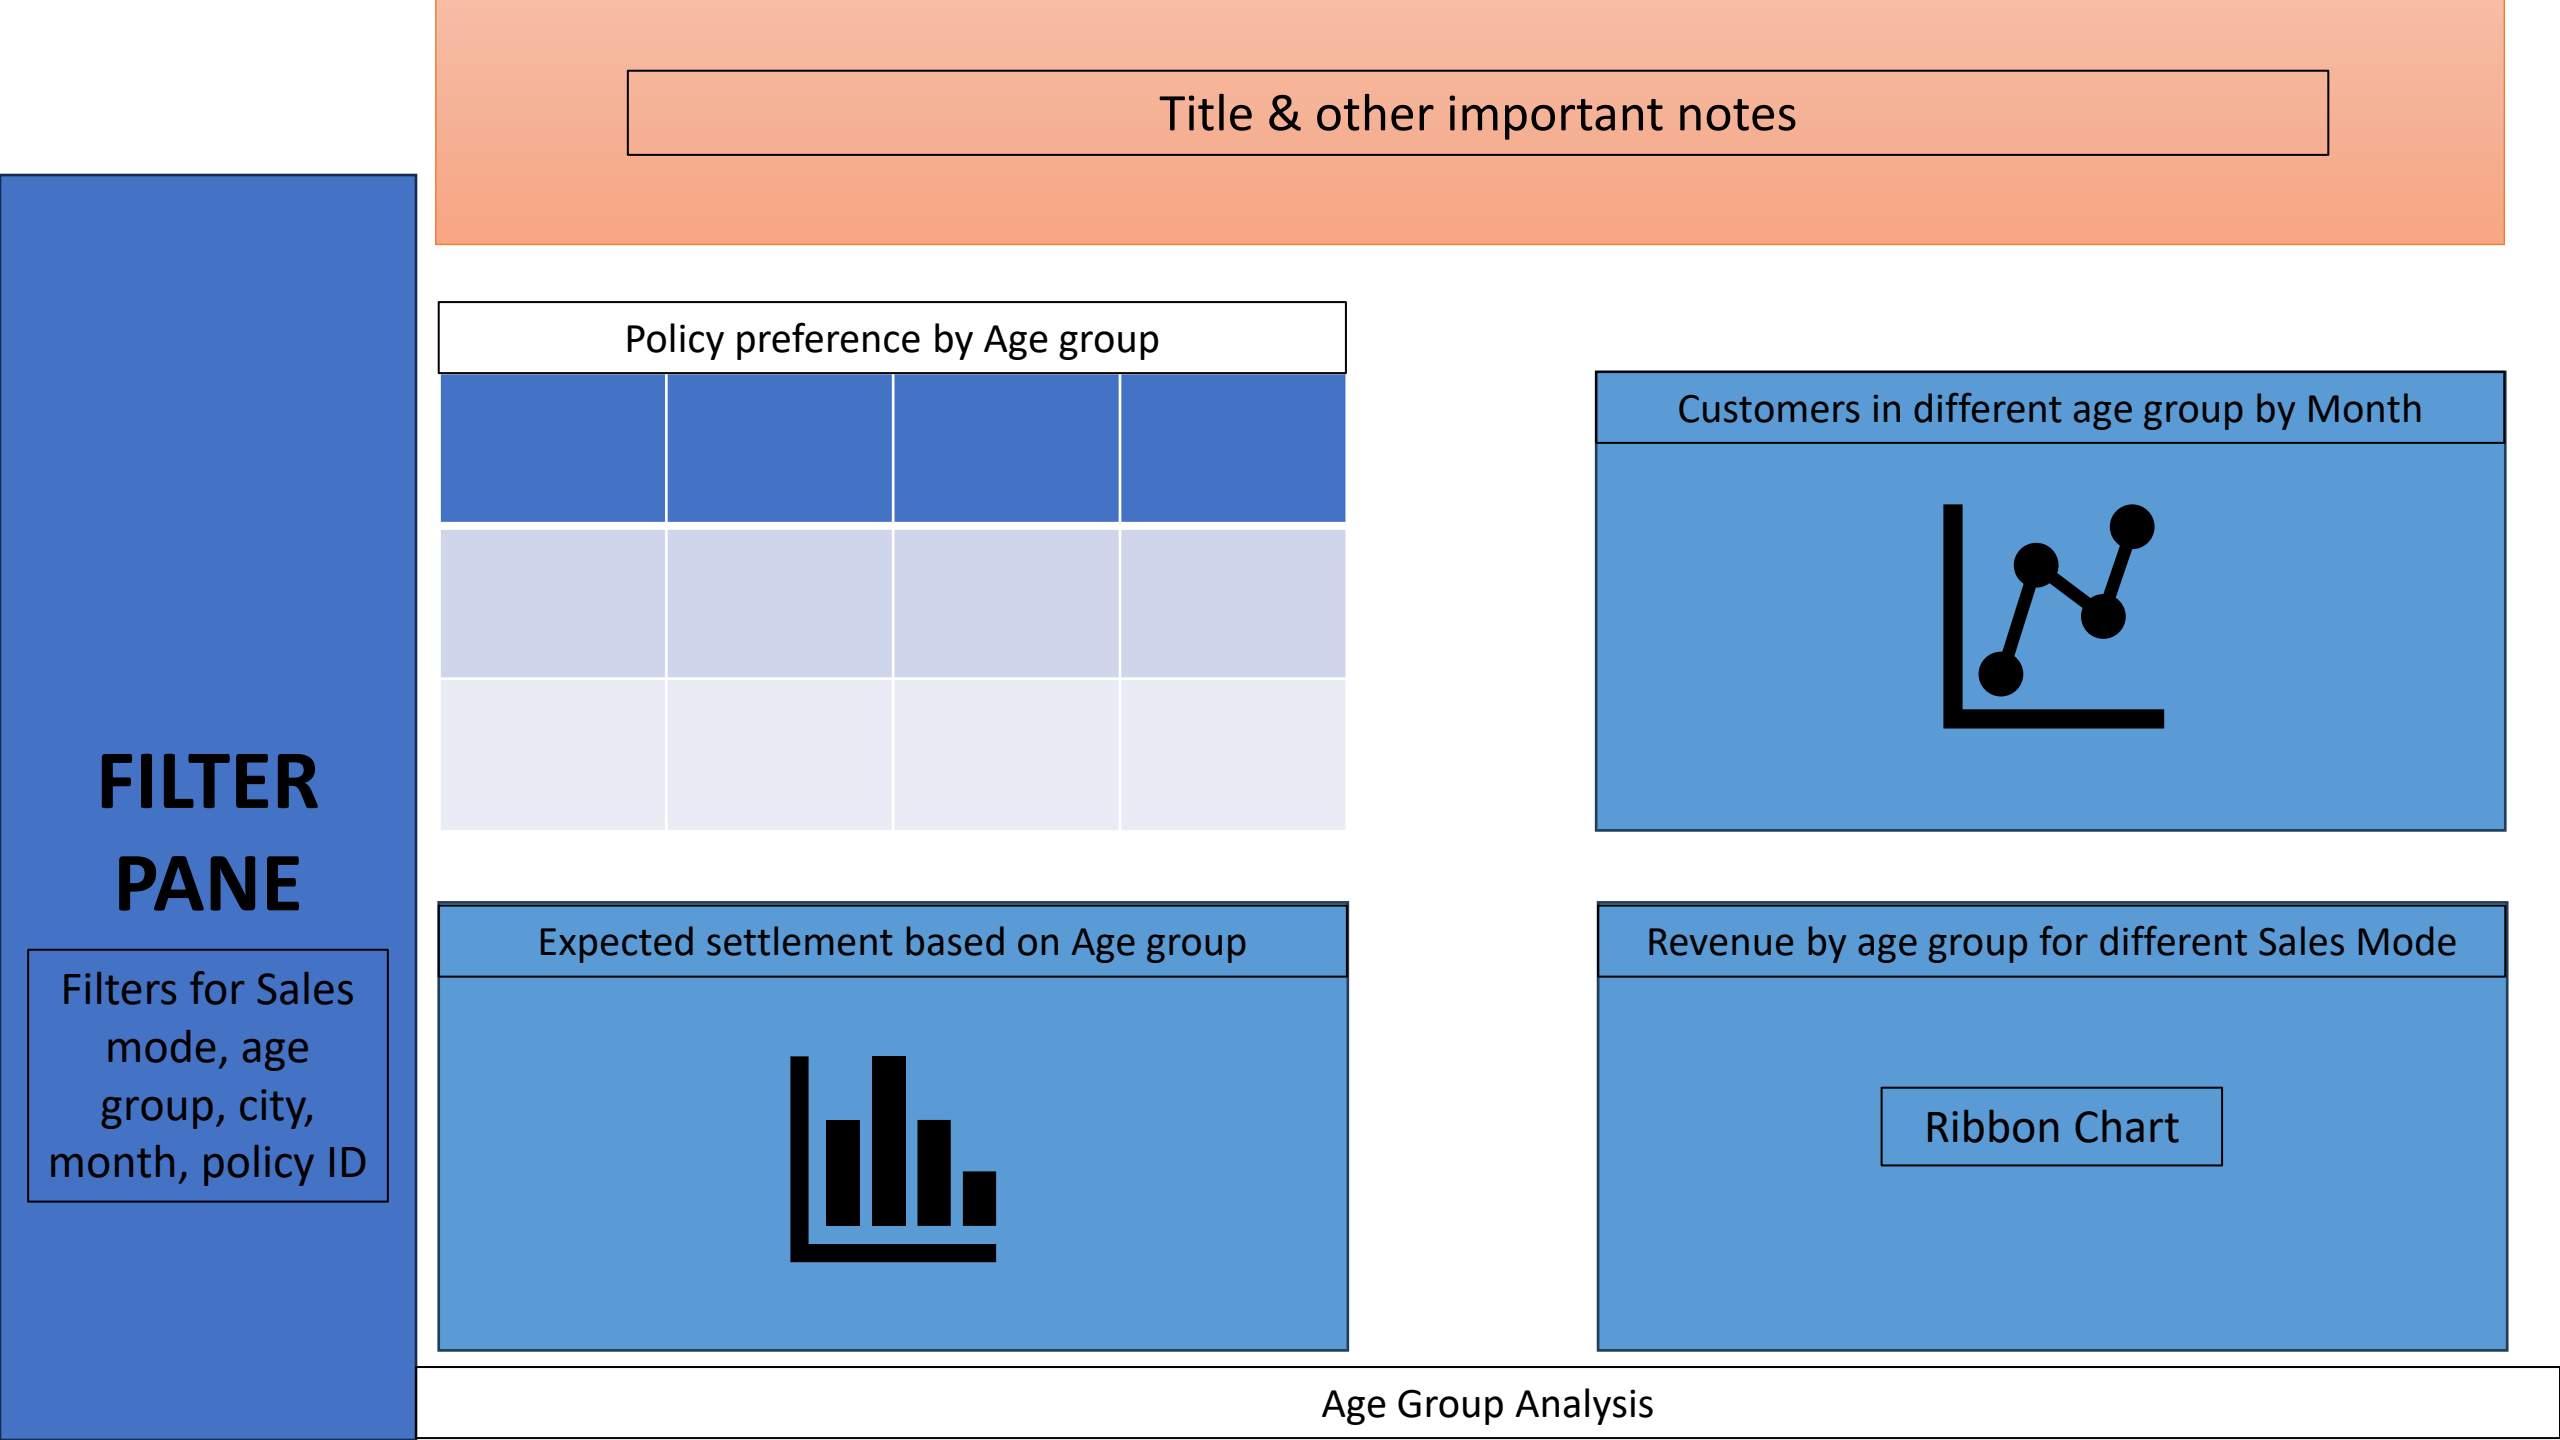 Title & other important notes
FILTER
PANE
Filters for Sales
mode, age
group, city,
month, policy ID
Policy preference by Age group
Customers in different age group by Month
Expected settlement based on Age group
Revenue by age group for different Sales Mode
Ribbon Chart
Age Group Analysis